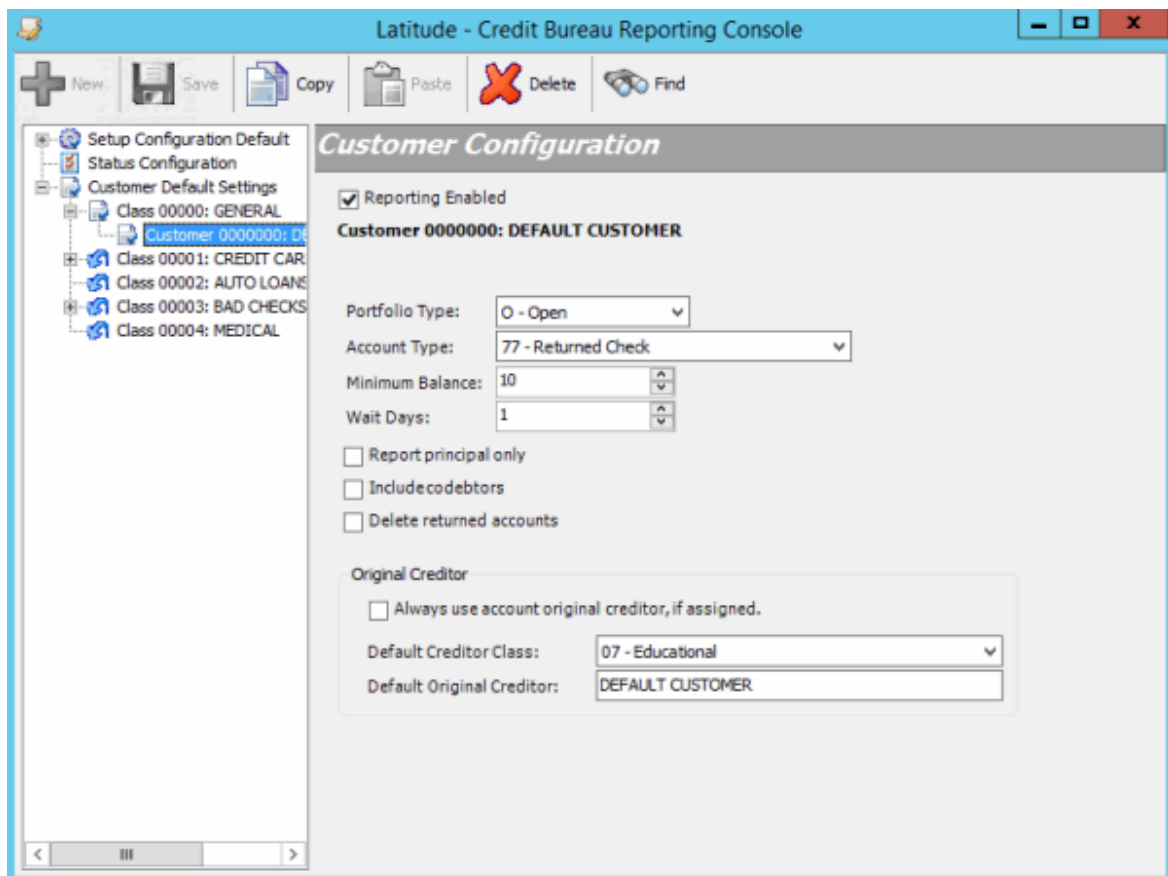 Latitude - Credit Bureau Reporting Console
New Save Copy Paste Delete Find
Setup Configuration Default
Status Configuration
Customer Default Settings
Class 00000: GENERAL
Customer 0000000: DE
Class 00001: CREDIT CAR
Class 00002: AUTO LOANS
Class 00003: BAD CHECKS
Class 00004: MEDICAL
Customer Configuration
Reporting Enabled
Customer 0000000: DEFAULT CUSTOMER
Portfolio Type: O - Open
Account Type: 77 - Returned Check
Minimum Balance: 10
Wait Days: 1
Report principal only
Include codebtors
Delete returned accounts
Original Creditor
Always use account original creditor, if assigned.
Default Creditor Class: 07 - Educational
Default Original Creditor: DEFAULT CUSTOMER